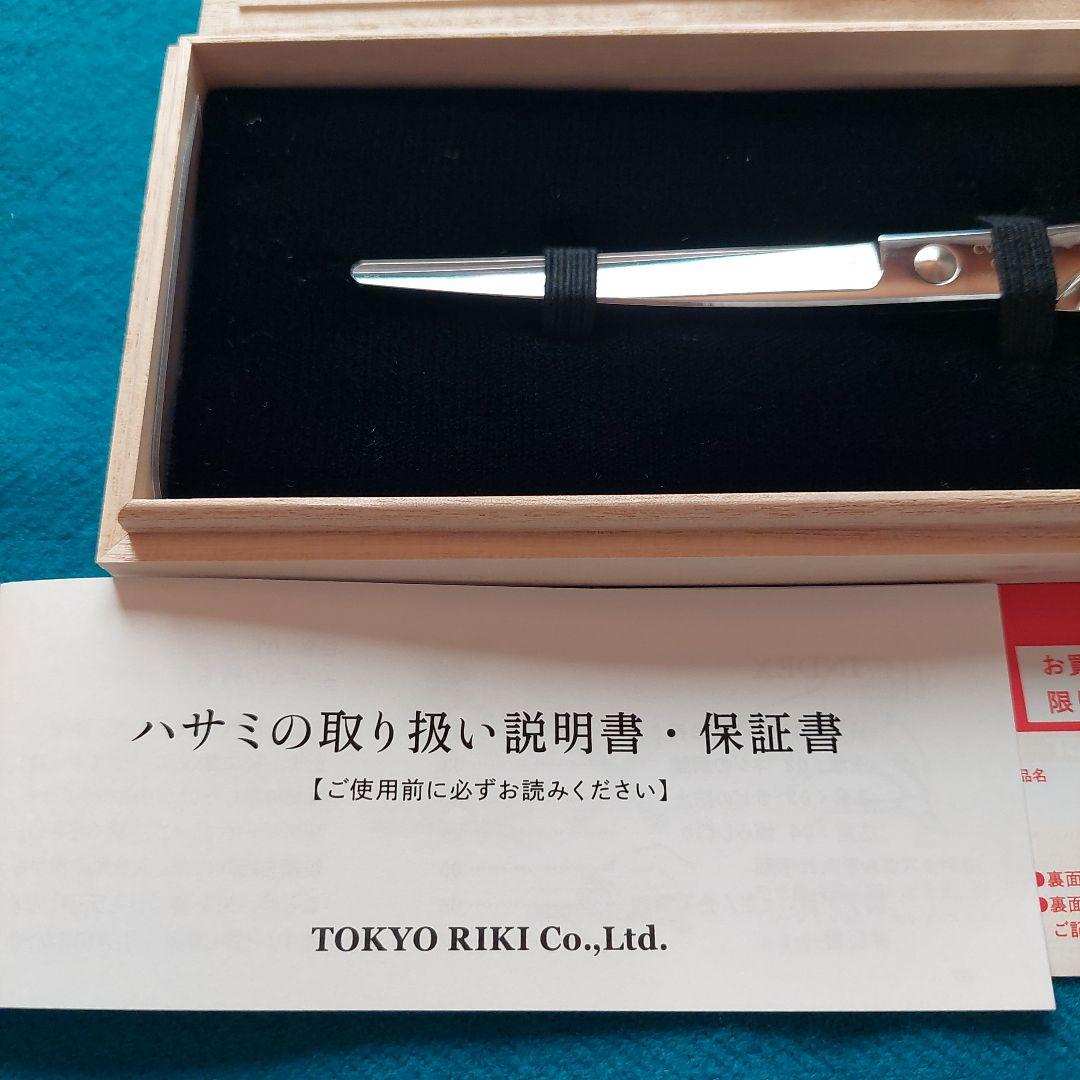 ハサミの取り扱い説明書・保証書
【ご使用前に必ずお読みください】
TOKYO RIKI Co.,Ltd.
お買
限
品名
●裏面
●裏面
ご記